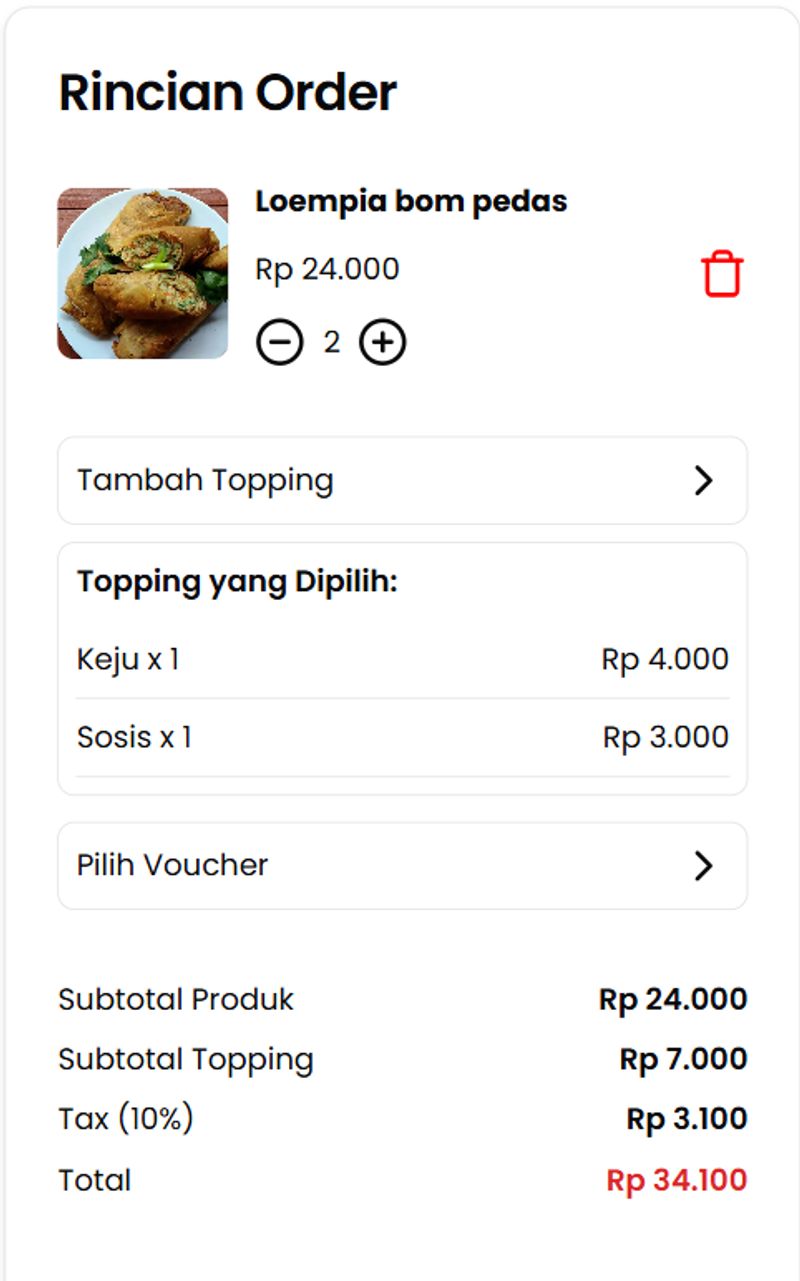 Rincian Order
Loempia bom pedas
Rp 24.000
2
Tambah Topping
Topping yang Dipilih:
Keju x 1 Rp 4.000
Sosis x 1 Rp 3.000
Pilih Voucher
Subtotal Produk Rp 24.000
Subtotal Topping Rp 7.000
Tax (10%) Rp 3.100
Total Rp 34.100